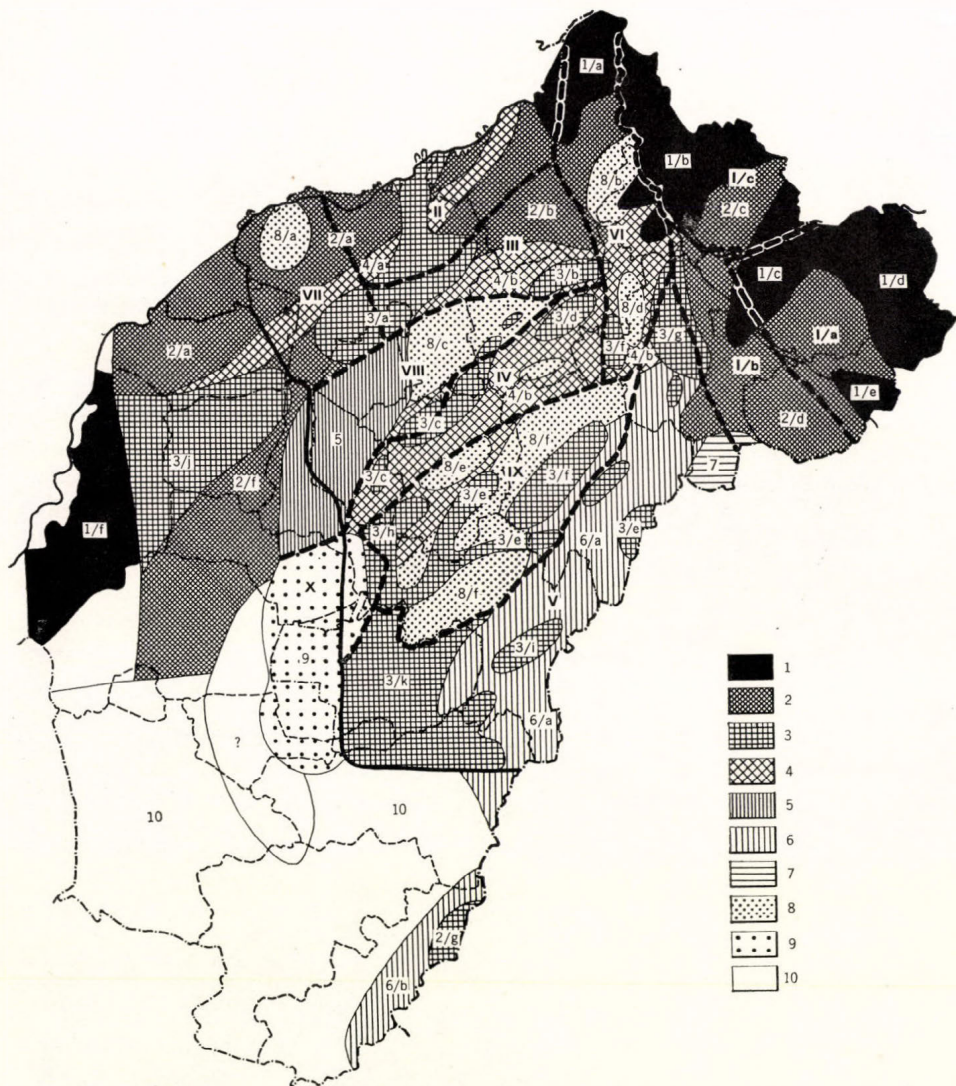 1/a
1/b
8/b
I/c
2/c
II
2/b
VI
8/a
2/a
4/a
III
1/c
1/d
VII
4/b
3/b
3/a
3/d
8/d
I/a
2/a
8/c
3/f
3/g
I/b
VIII
IV
4/b
4/b
1/e
5
3/c
2/d
3/j
8/f
7
2/f
8/e
IX
3/f
3/c
3/e
1/f
3/h
3/e
3/e
6/a
X
8/f
V
9
3/i
3/k
1
6/a
2
?
3
4
10
10
5
6
7
8
2/g
9
6/b
10